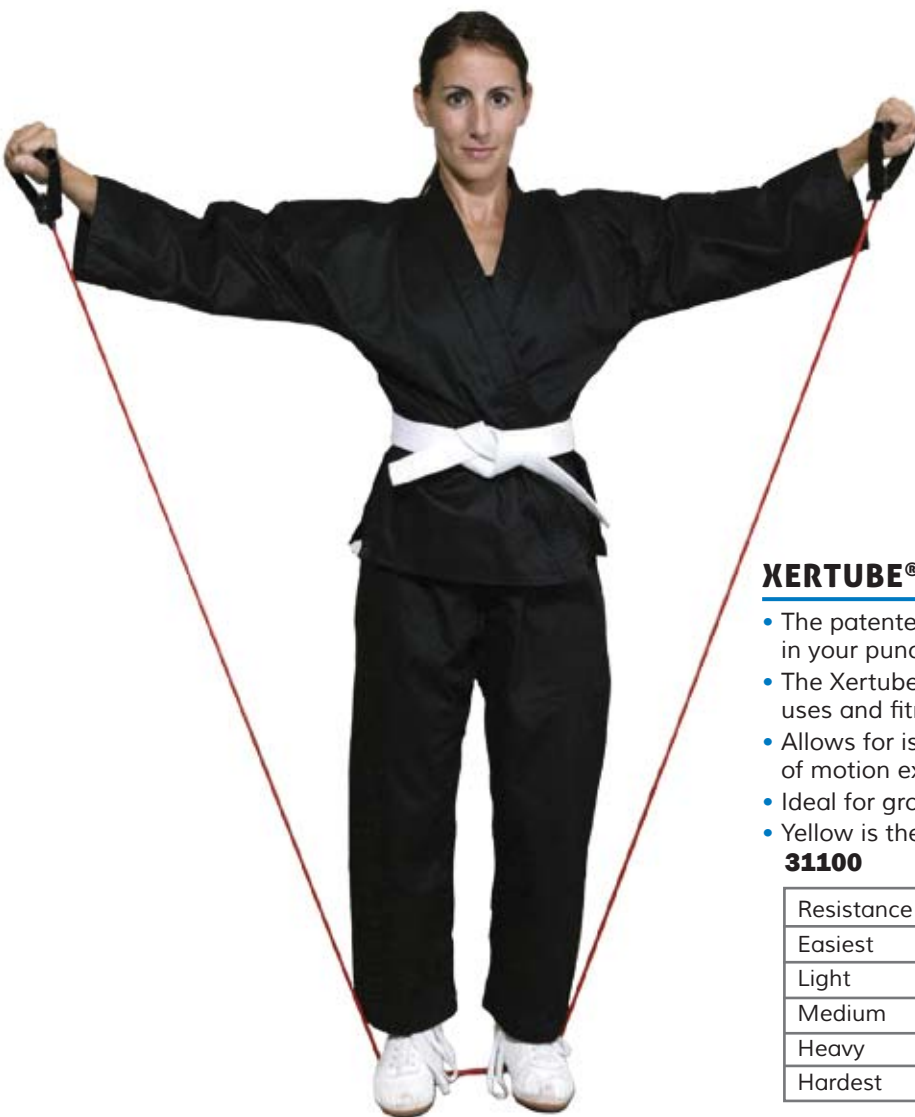 XERTUBE®
• The patente
in your punc
• The Xertube
uses and fitn
• Allows for is
of motion ex
• Ideal for gro
• Yellow is the
31100
Resistance
Easiest
Light
Medium
Heavy
Hardest